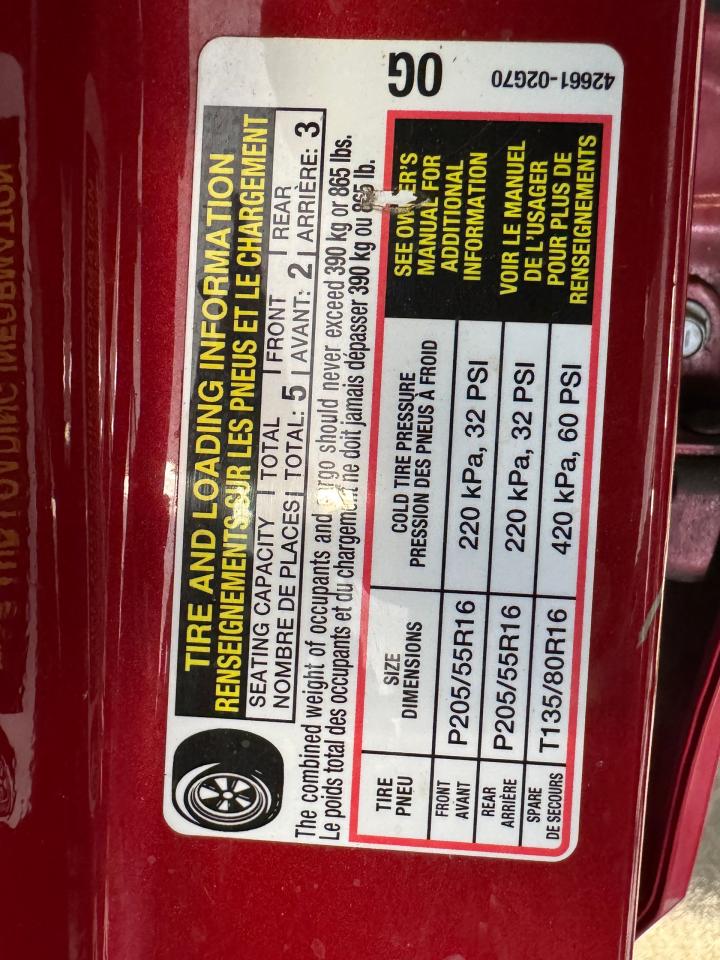 TIRE AND LOADING INFORMATION
RENSEIGNEMENTS SUR LES PNEUS ET LE CHARGEMENT
SEATING CAPACITY | TOTAL | FRONT | REAR
NOMBRE DE PLACES | TOTAL: 5 | AVANT: 2 | ARRIÈRE: 3
The combined weight of occupants and cargo should never exceed 390 kg or 865 lbs.
Le poids total des occupants et du chargement ne doit jamais dépasser 390 kg ou 865 lb.
TIRE
PNEU
SIZE
DIMENSIONS
COLD TIRE PRESSURE
PRESSION DES PNEUS À FROID
FRONT
AVANT
P205/55R16
220 kPa, 32 PSI
REAR
ARRIÈRE
P205/55R16
220 kPa, 32 PSI
SPARE
DE SECOURS
T135/80R16
420 kPa, 60 PSI
SEE OWNER'S
MANUAL FOR
ADDITIONAL
INFORMATION
VOIR LE MANUEL
DE L'USAGER
POUR PLUS DE
RENSEIGNEMENTS
0G
42661-02G70